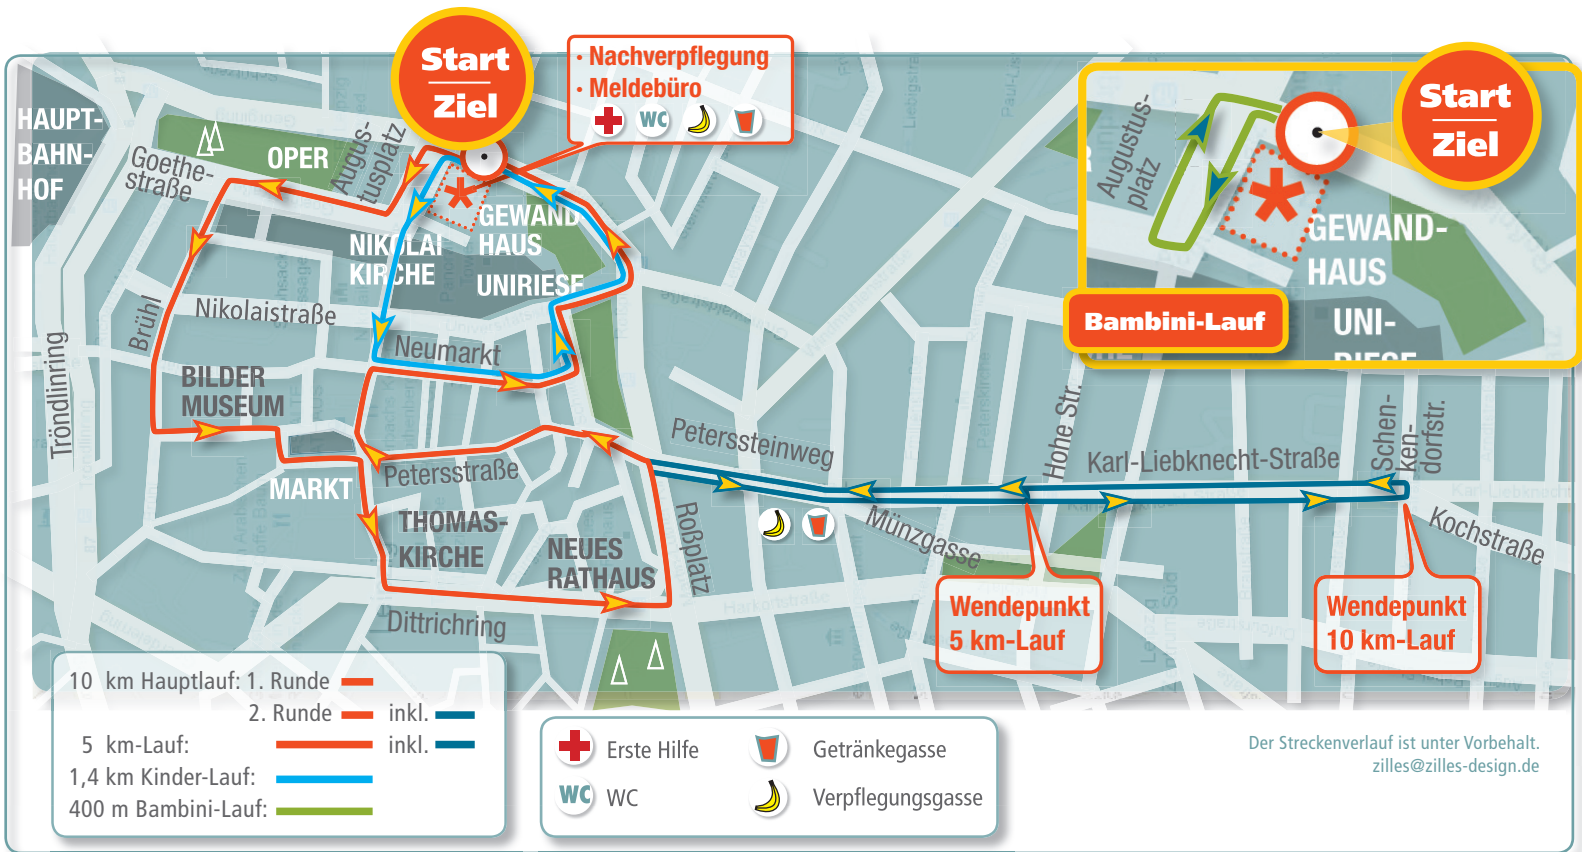 Start
Ziel
· Nachverpflegung
· Meldebüro
WC
HAUPT-
BAHN-
HOF
Goethe-
straße
OPER
Augus-
tusplatz
GEWAND
HAUS
NIKOLAI
KIRCHE
UNIRIESE
Nikolaistraße
Brühl
Tröndlinring
Neumarkt
BILDER
MUSEUM
MARKT
Petersstraße
THOMAS-
KIRCHE
NEUES
RATHAUS
Dittrichring
Roßplatz
Peterssteinweg
Münzgasse
Harkortstraße
Hohe Str.
Karl-Liebknecht-Straße
Schen-
ken-
dorfstr.
Kochstraße
Wendepunkt
5 km-Lauf
Wendepunkt
10 km-Lauf
Start
Ziel
Augustus-
platz
GEWAND-
HAUS
UNI-
RIESE
Bambini-Lauf
10 km Hauptlauf: 1. Runde
2. Runde inkl.
5 km-Lauf: inkl.
1,4 km Kinder-Lauf:
400 m Bambini-Lauf:
Erste Hilfe
Getränkegasse
WC WC
Verpflegungsgasse
Der Streckenverlauf ist unter Vorbehalt.
zilles@zilles-design.de